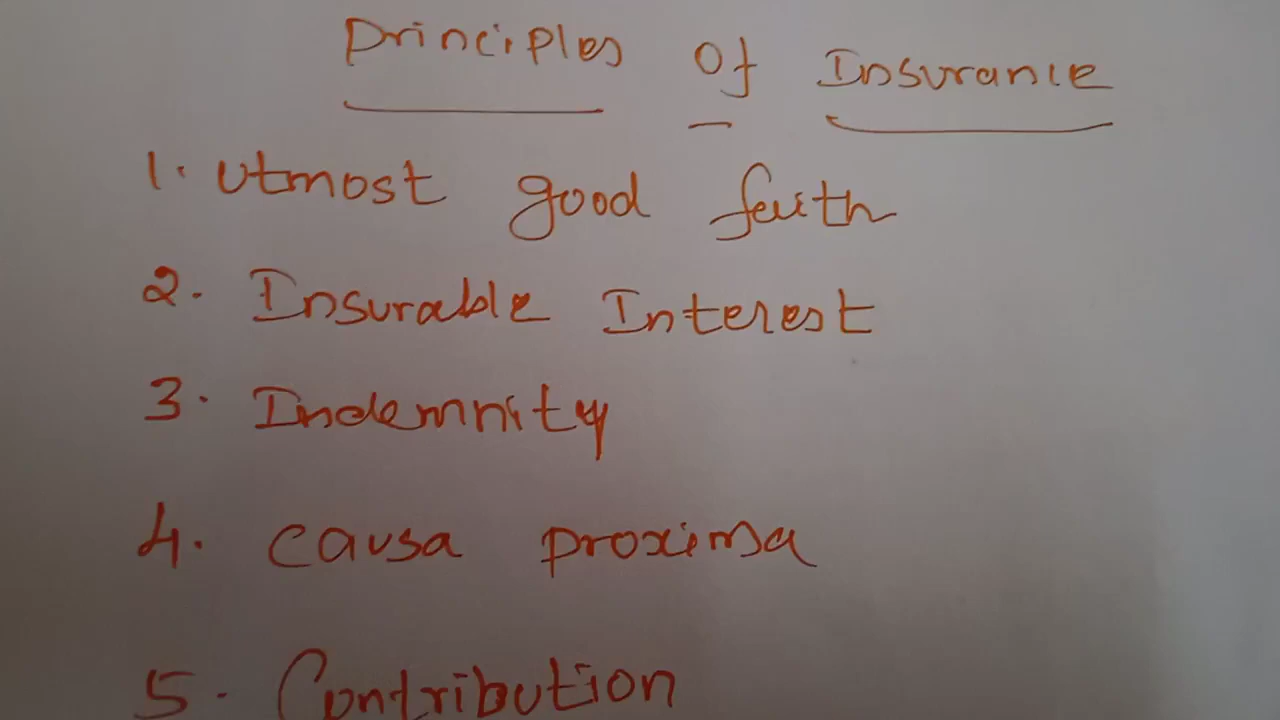 Principles of Insurance
1. Utmost good faith
2. Insurable Interest
3. Indemnity
4. causa proxima
5. Contribution